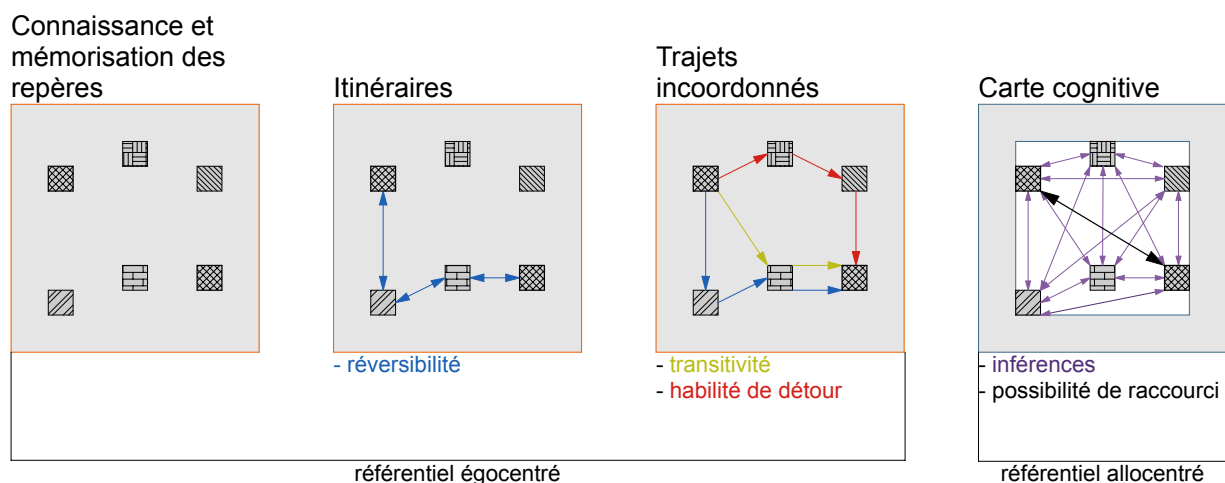 Connaissance et
mémorisation des
repères
Itinéraires
Trajets
incoordonnés
Carte cognitive
- réversibilité
- transitivité
- habilité de détour
- inférences
- possibilité de raccourci
référentiel égocentré
référentiel allocentré